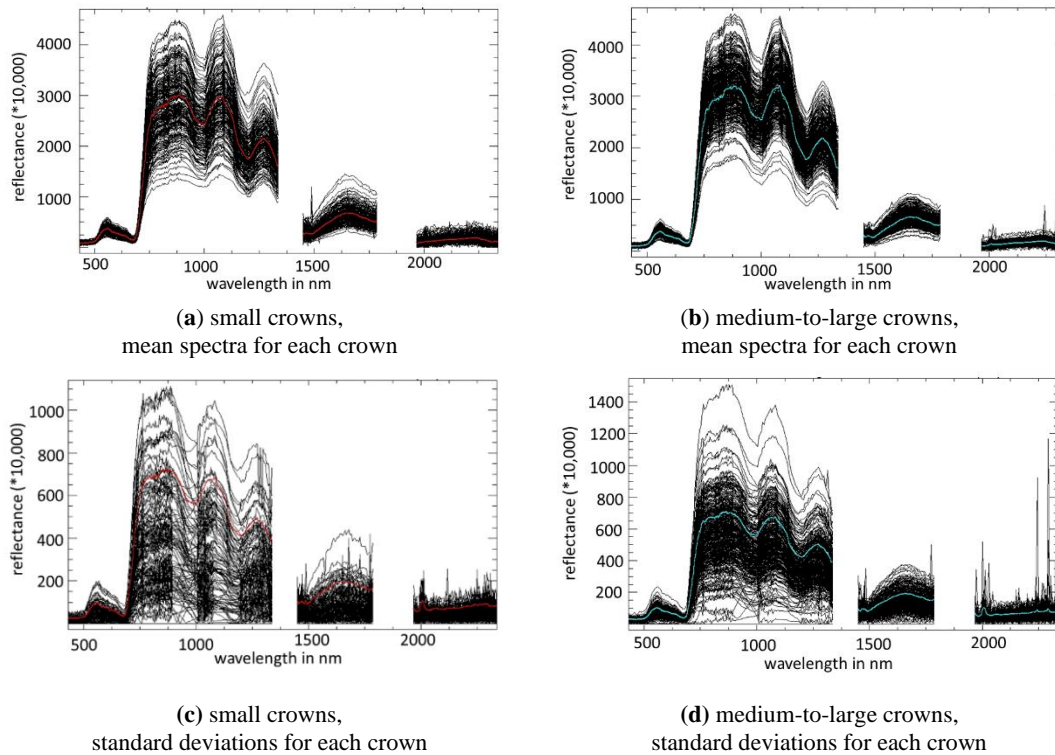 4000
3000
2000
1000
reflectance (*10,000)
500
1000
1500
2000
wavelength in nm
(a) small crowns,
mean spectra for each crown
4000
3000
2000
1000
reflectance (*10,000)
500
1000
1500
2000
wavelength in nm
(b) medium-to-large crowns,
mean spectra for each crown
1000
800
600
400
200
reflectance (*10,000)
500
1000
1500
2000
wavelength in nm
(c) small crowns,
standard deviations for each crown
1400
1200
1000
800
600
400
200
reflectance (*10,000)
500
1000
1500
2000
wavelength in nm
(d) medium-to-large crowns,
standard deviations for each crown